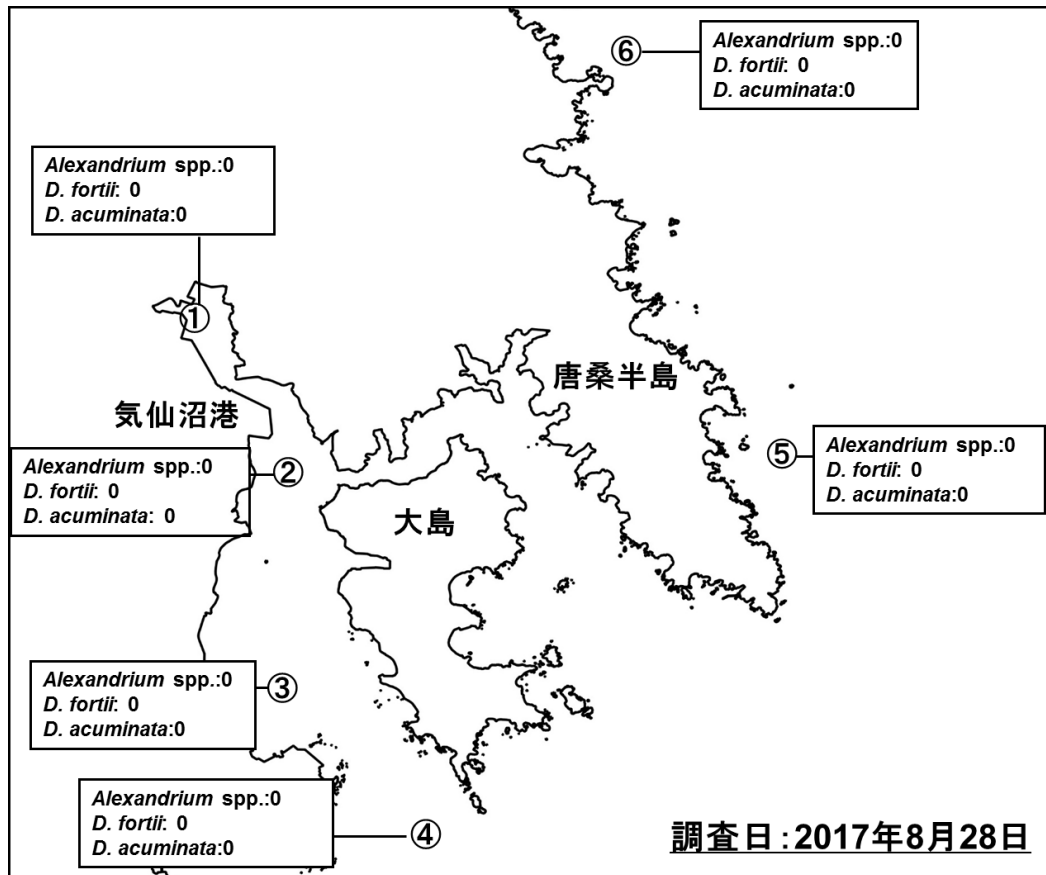 ⑥
Alexandrium spp.:0
D. fortii: 0
D. acuminata:0
Alexandrium spp.:0
D. fortii: 0
D. acuminata:0
①
唐桑半島
気仙沼港
Alexandrium spp.:0
D. fortii: 0
D. acuminata: 0
②
⑤
Alexandrium spp.:0
D. fortii: 0
D. acuminata:0
大島
Alexandrium spp.:0
D. fortii: 0
D. acuminata:0
③
Alexandrium spp.:0
D. fortii: 0
D. acuminata:0
④
調査日:2017年8月28日